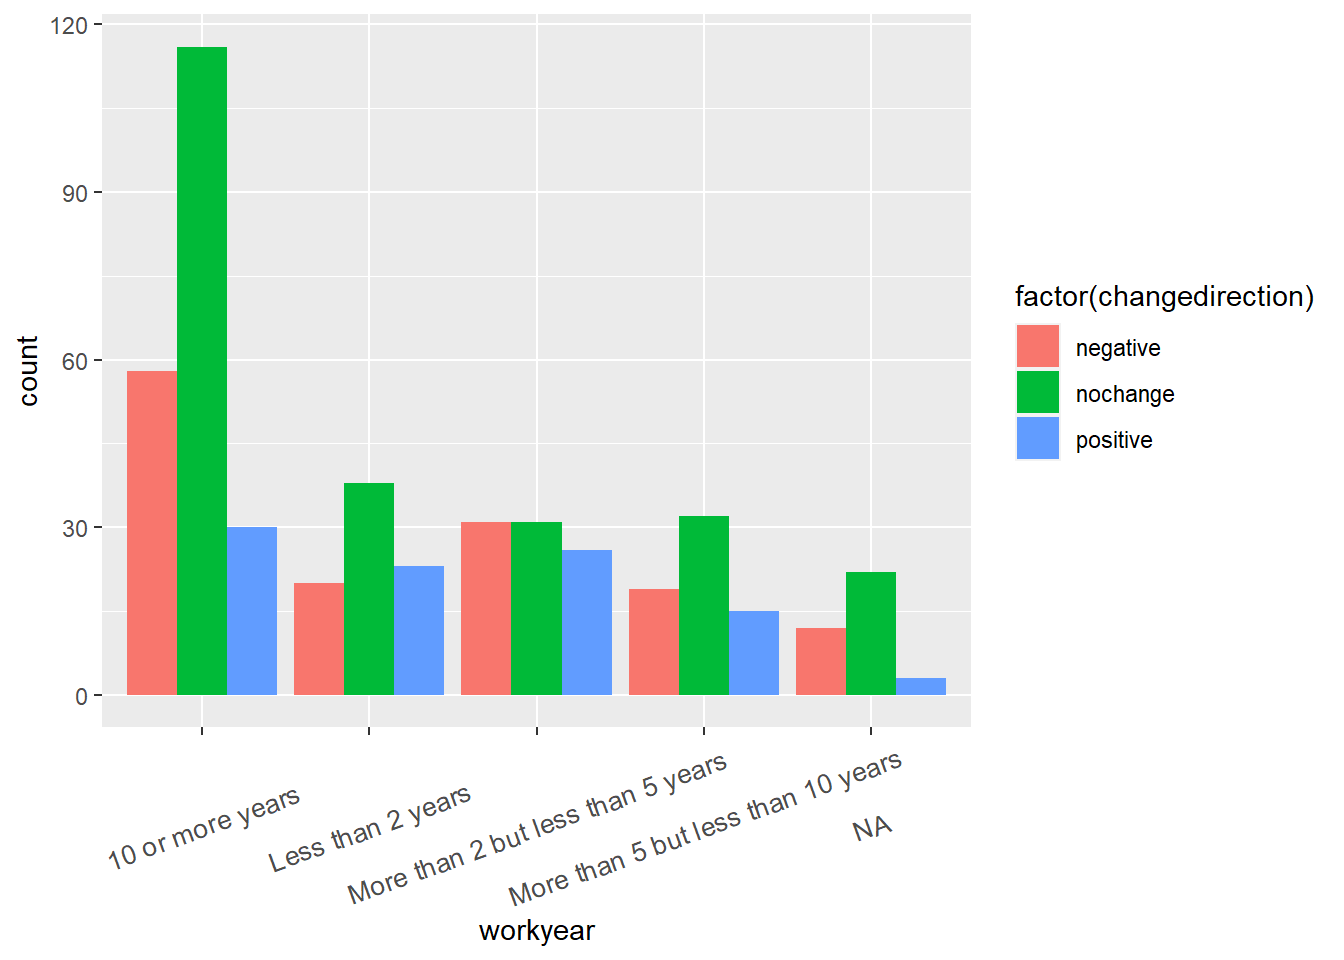 120
90
60
30
0
count
10 or more years
Less than 2 years
More than 2 but less than 5 years
More than 5 but less than 10 years
NA
workyear
factor(changedirection)
negative
nochange
positive